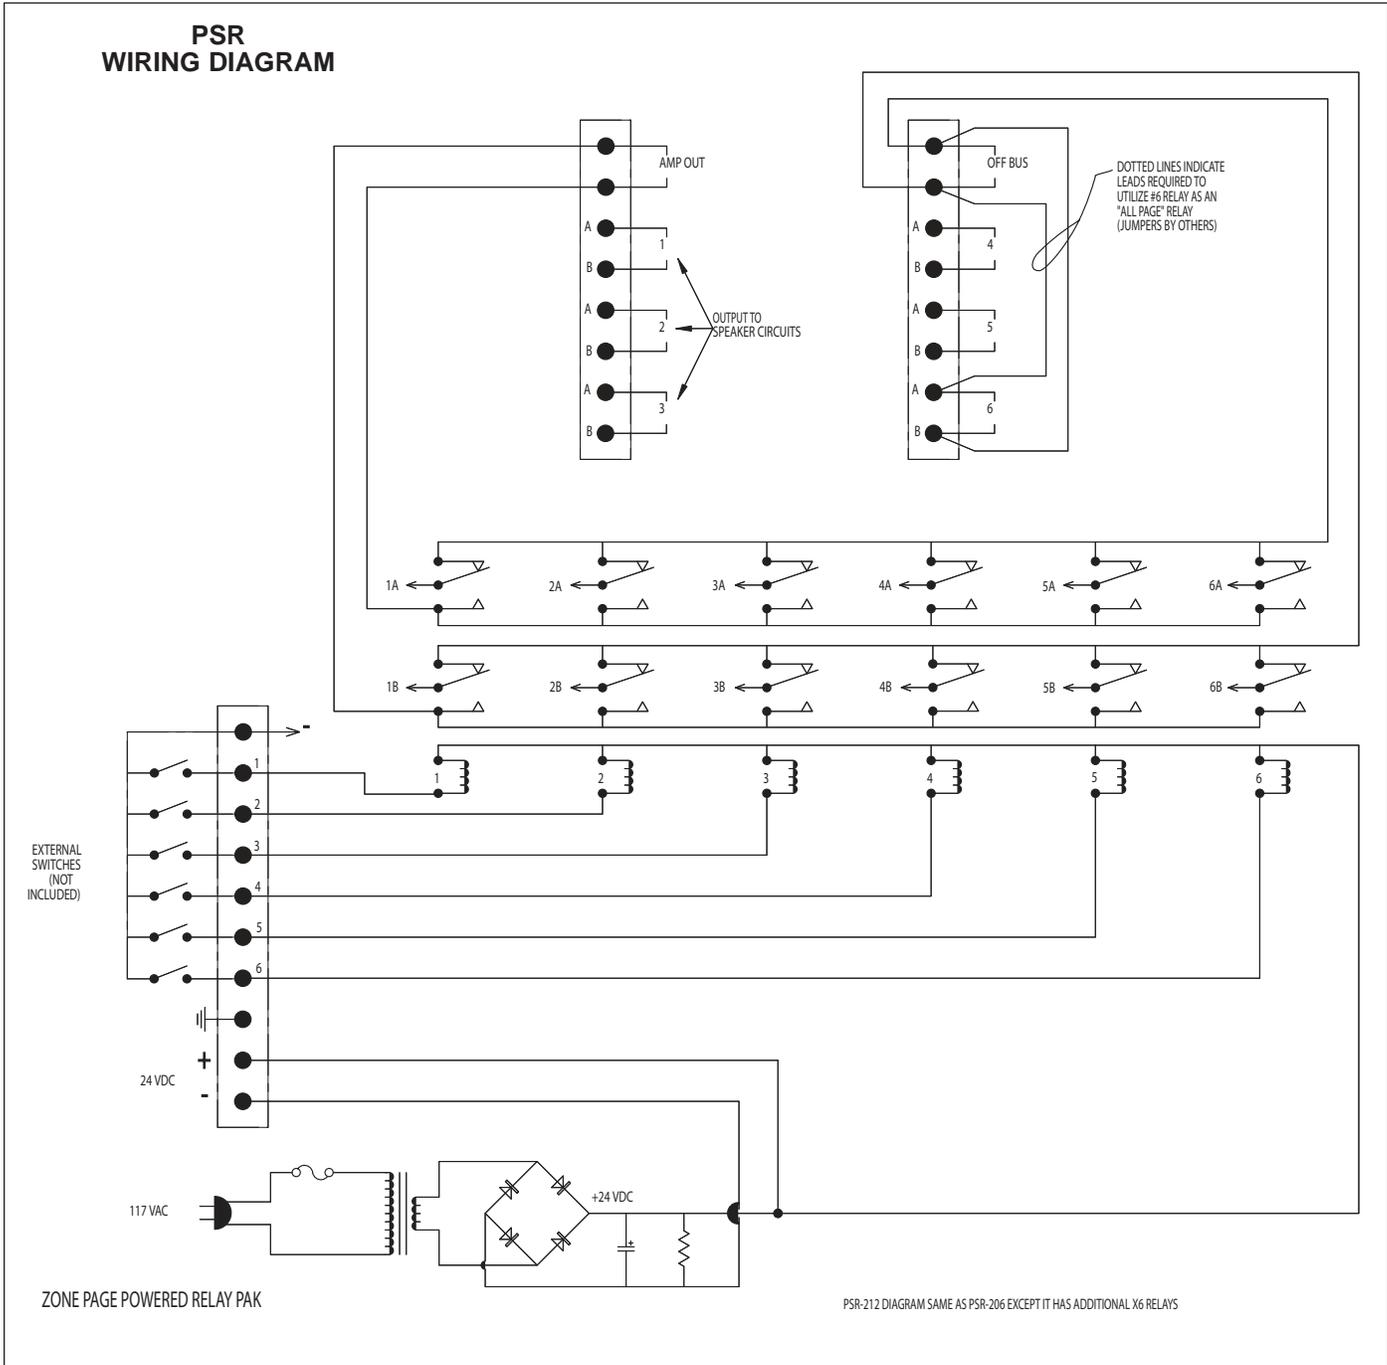 PSR
WIRING DIAGRAM
AMP OUT
A
1
B
A
2
B
A
3
B
OUTPUT TO
SPEAKER CIRCUITS
OFF BUS
A
4
B
A
5
B
A
6
B
DOTTED LINES INDICATE
LEADS REQUIRED TO
UTILIZE #6 RELAY AS AN
"ALL PAGE" RELAY
(JUMPERS BY OTHERS)
1A
2A
3A
4A
5A
6A
1B
2B
3B
4B
5B
6B
-
1
2
3
4
5
6
1
2
3
4
5
6
EXTERNAL
SWITCHES
(NOT
INCLUDED)
+
24 VDC
-
117 VAC
+24 VDC
+
ZONE PAGE POWERED RELAY PAK
PSR-212 DIAGRAM SAME AS PSR-206 EXCEPT IT HAS ADDITIONAL X6 RELAYS